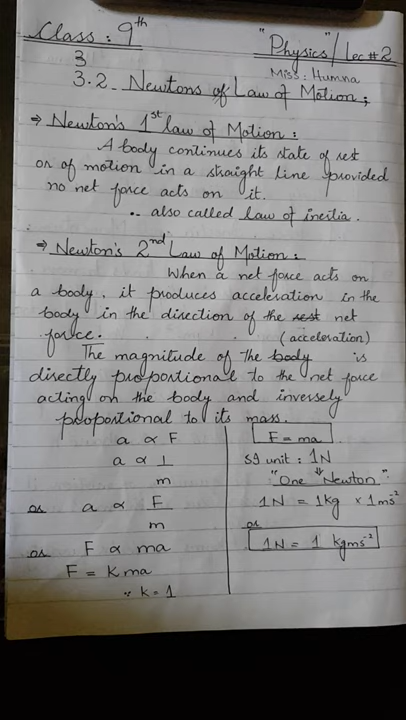 Class : 9th
"Physics" / Lec # 2
3
Miss : Humna
3.2 - Newtons of Law of Motion ;
⇒ Newton's 1st law of Motion :
A body continues its state of rest
or of motion in a straight line provided
no net force acts on it.
∴ also called law of inertia .
⇒ Newton's 2nd Law of Motion :
When a net force acts on
a body, it produces acceleration in the
body in the direction of the rest net
force.
(acceleration)
The magnitude of the body is
directly proportional to the net force
acting on the body and inversely
proportional to its mass.
a ∝ F
a ∝ 1/m
or a ∝ F/m
or F ∝ ma
F = Kma
∵ k = 1
F = ma
SI unit : 1N
⇓
"One Newton"
1N = 1Kg × 1ms⁻²
or
1N = 1 kgms⁻²